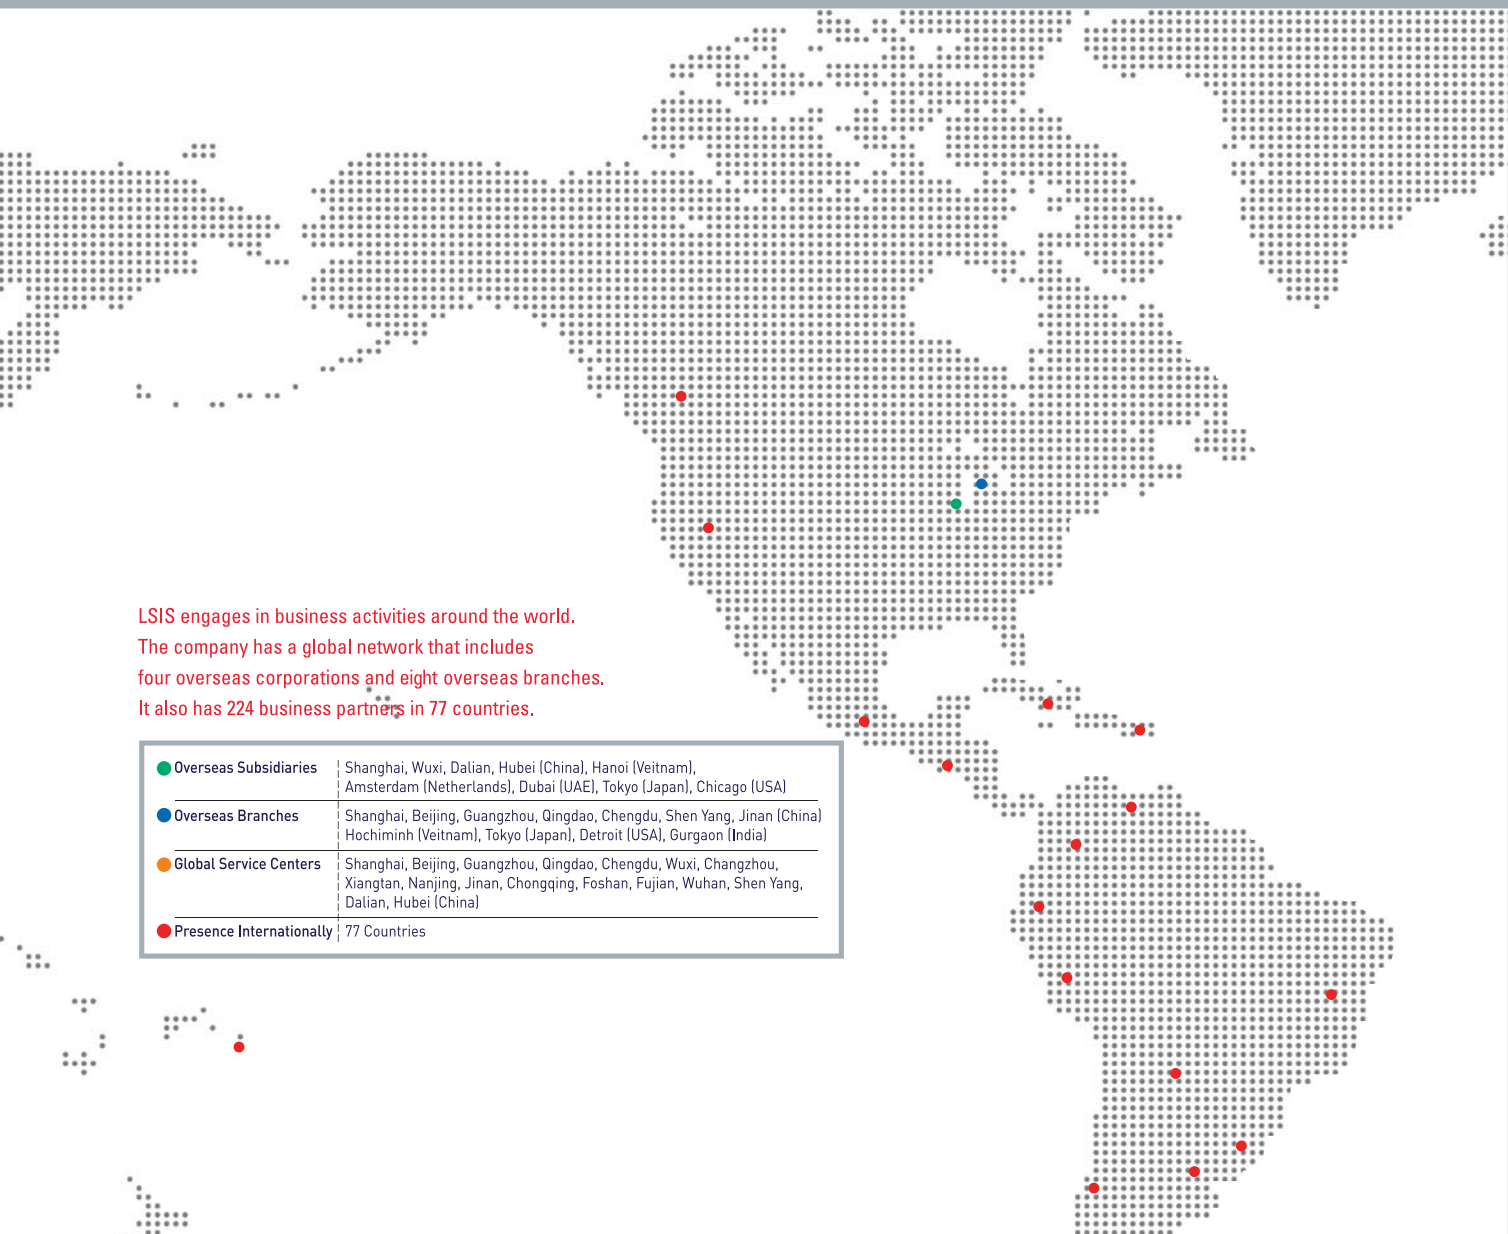 LSIS engages in business activities around the world.
The company has a global network that includes
four overseas corporations and eight overseas branches.
It also has 224 business partners in 77 countries.
Overseas Subsidiaries
Shanghai, Wuxi, Dalian, Hubei (China), Hanoi (Veitnam),
Amsterdam (Netherlands), Dubai (UAE), Tokyo (Japan), Chicago (USA)
Overseas Branches
Shanghai, Beijing, Guangzhou, Qingdao, Chengdu, Shen Yang, Jinan (China)
Hochiminh (Veitnam), Tokyo (Japan), Detroit (USA), Gurgaon (India)
Global Service Centers
Shanghai, Beijing, Guangzhou, Qingdao, Chengdu, Wuxi, Changzhou,
Xiangtan, Nanjing, Jinan, Chongqing, Foshan, Fujian, Wuhan, Shen Yang,
Dalian, Hubei (China)
Presence Internationally
77 Countries